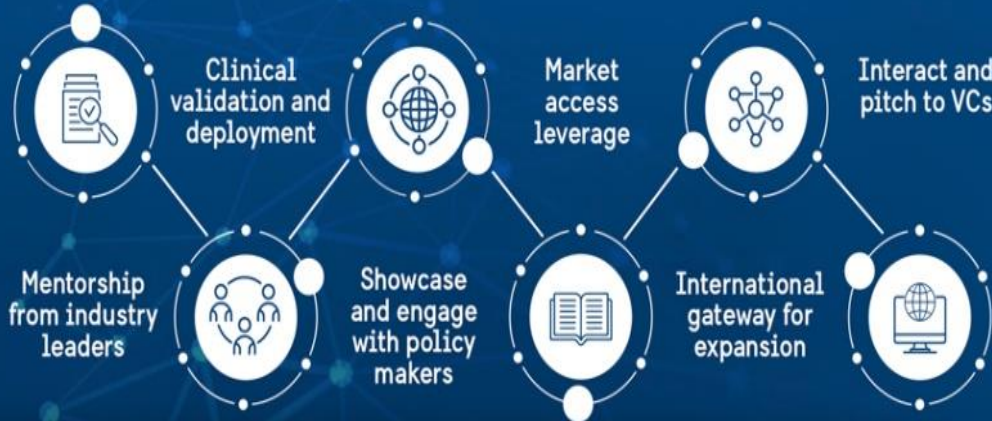 Clinical
validation and
deployment
Market
access
leverage
Interact and
pitch to VCs
Mentorship
from industry
leaders
Showcase
and engage
with policy
makers
International
gateway for
expansion